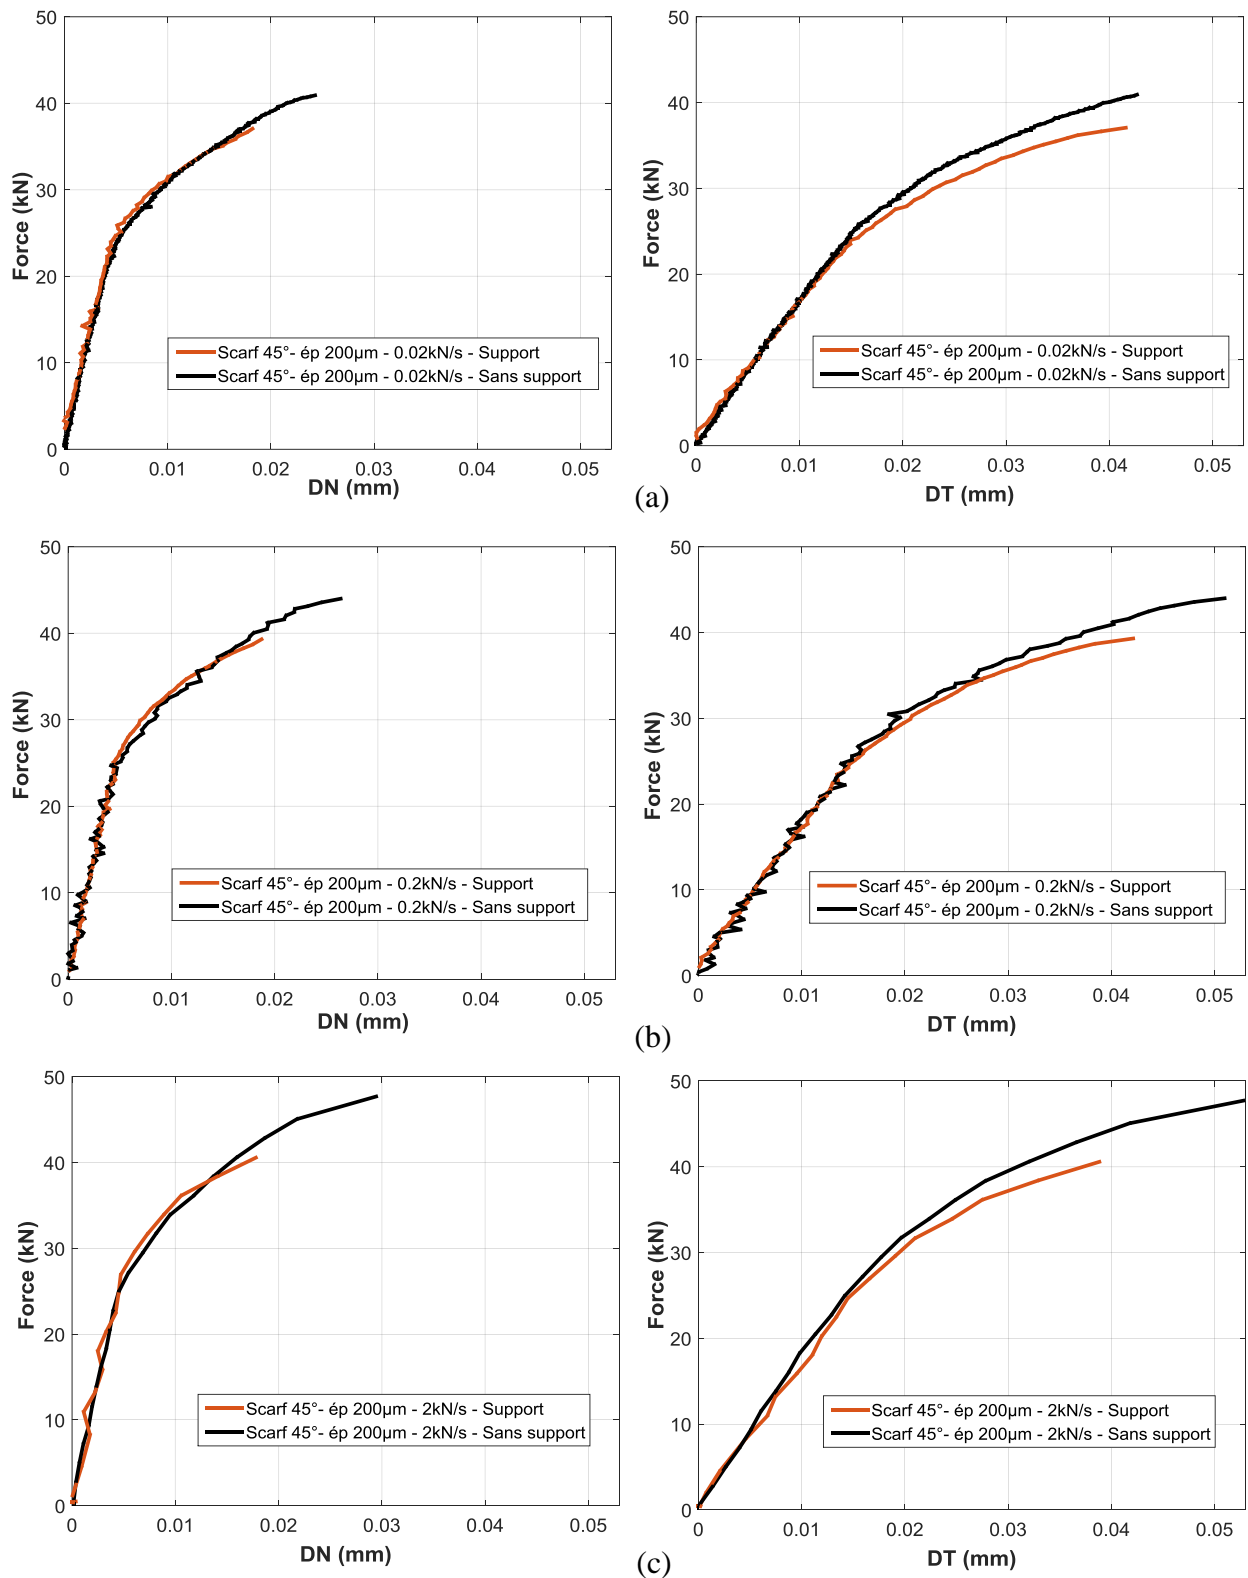 50
40
30
20
10
0
Force (kN)
Scarf 45°- ép 200µm - 0.02kN/s - Support
Scarf 45°- ép 200µm - 0.02kN/s - Sans support
0 0.01 0.02 0.03 0.04 0.05
DN (mm)
50
40
30
20
10
0
Force (kN)
Scarf 45°- ép 200µm - 0.02kN/s - Support
Scarf 45°- ép 200µm - 0.02kN/s - Sans support
0 0.01 0.02 0.03 0.04 0.05
DT (mm)
(a)
50
40
30
20
10
0
Force (kN)
Scarf 45°- ép 200µm - 0.2kN/s - Support
Scarf 45°- ép 200µm - 0.2kN/s - Sans support
0 0.01 0.02 0.03 0.04 0.05
DN (mm)
50
40
30
20
10
0
Force (kN)
Scarf 45°- ép 200µm - 0.2kN/s - Support
Scarf 45°- ép 200µm - 0.2kN/s - Sans support
0 0.01 0.02 0.03 0.04 0.05
DT (mm)
(b)
50
40
30
20
10
0
Force (kN)
Scarf 45°- ép 200µm - 2kN/s - Support
Scarf 45°- ép 200µm - 2kN/s - Sans support
0 0.01 0.02 0.03 0.04 0.05
DN (mm)
50
40
30
20
10
0
Force (kN)
Scarf 45°- ép 200µm - 2kN/s - Support
Scarf 45°- ép 200µm - 2kN/s - Sans support
0 0.01 0.02 0.03 0.04 0.05
DT (mm)
(c)